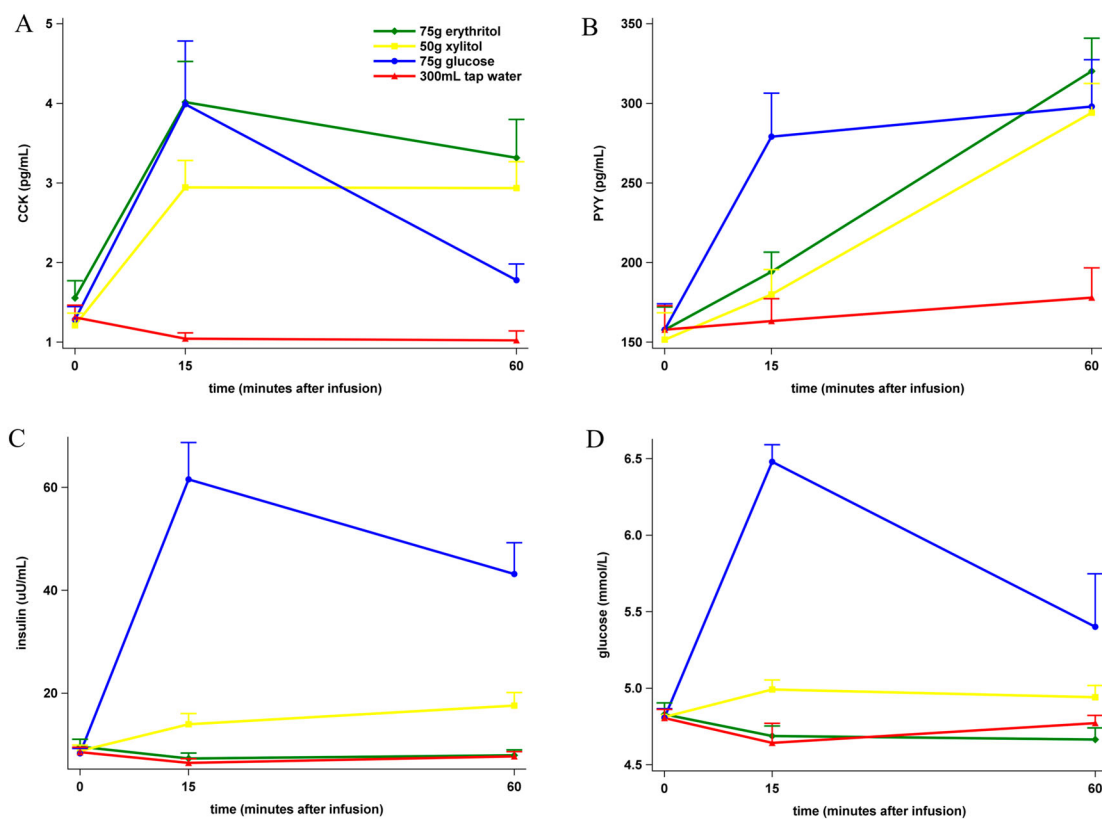 A
5
4
3
2
1
CCK (pg/mL)
0
15
60
time (minutes after infusion)
75g erythritol
50g xylitol
75g glucose
300mL tap water
B
350
300
250
200
150
PYY (pg/mL)
0
15
60
time (minutes after infusion)
C
60
40
20
insulin (uU/mL)
0
15
60
time (minutes after infusion)
D
6.5
6.0
5.5
5.0
4.5
glucose (mmol/L)
0
15
60
time (minutes after infusion)